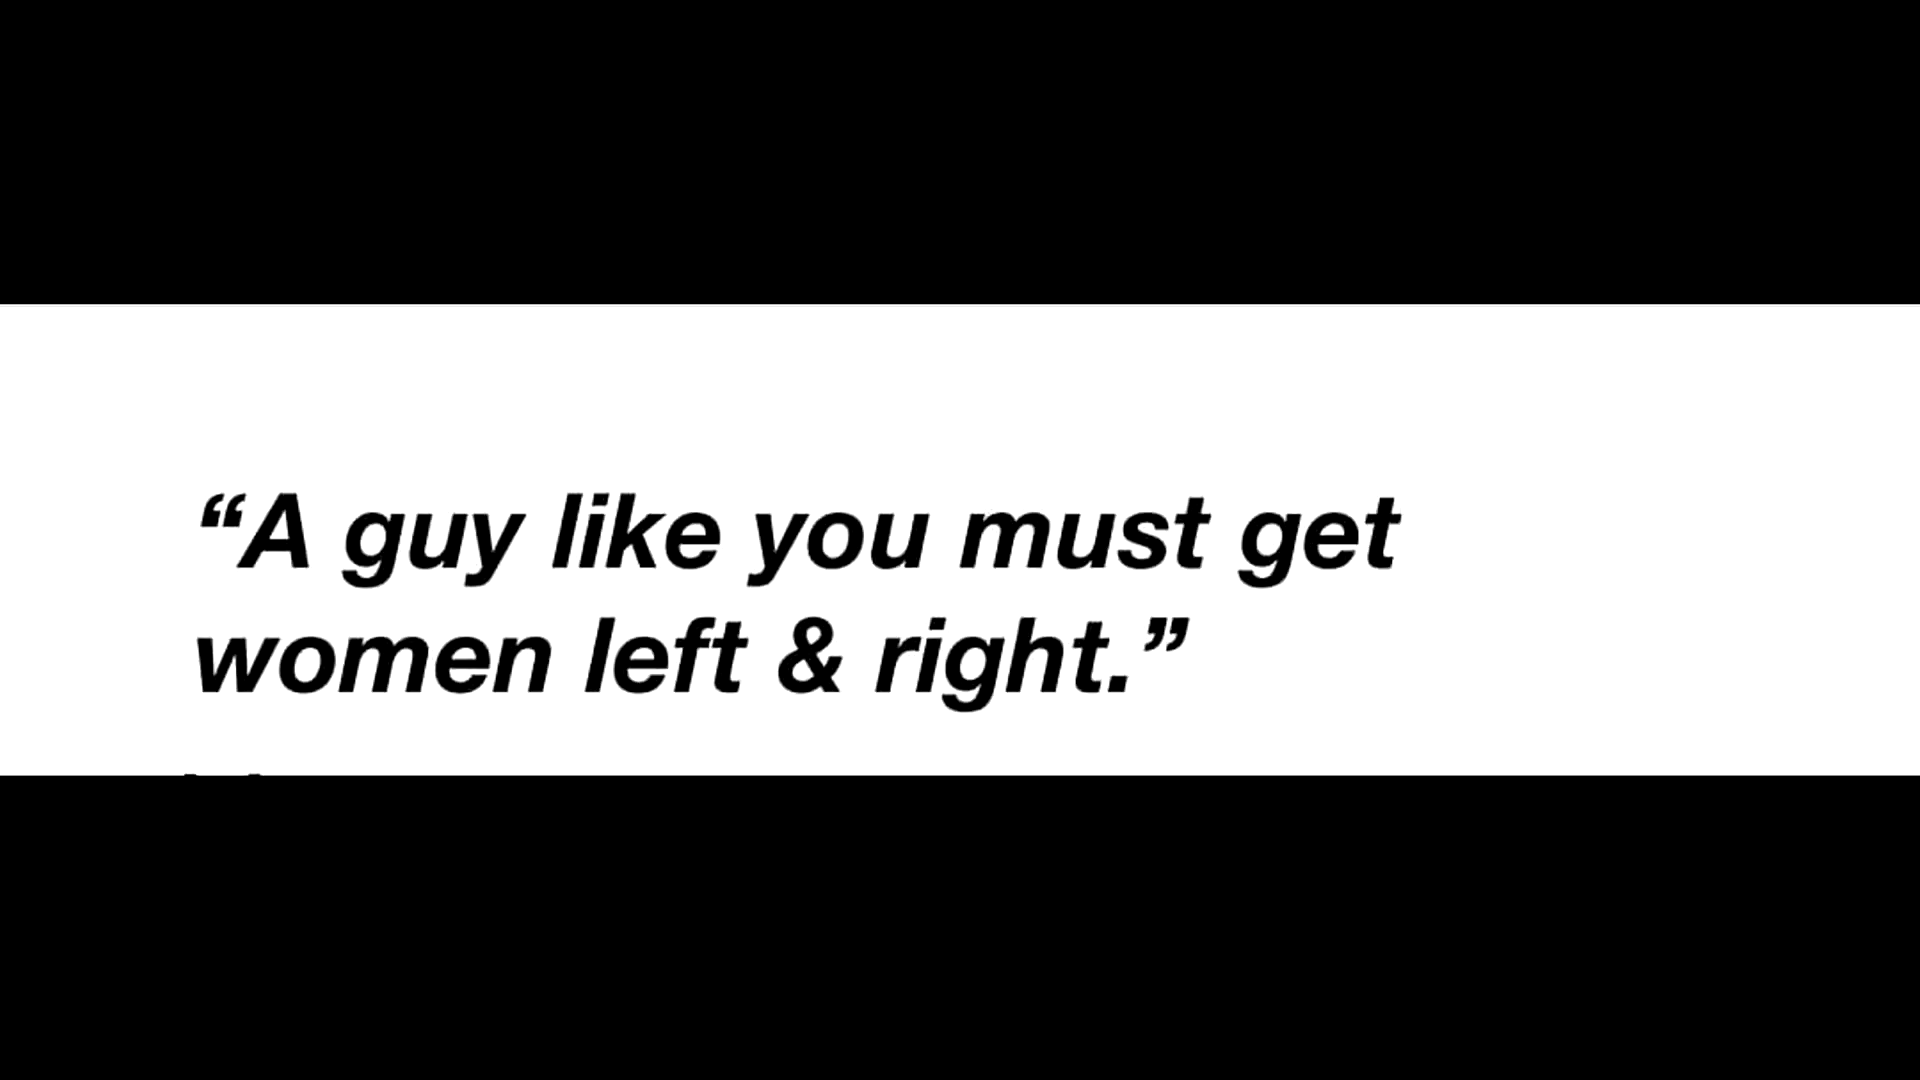 “A guy like you must get
women left & right.”